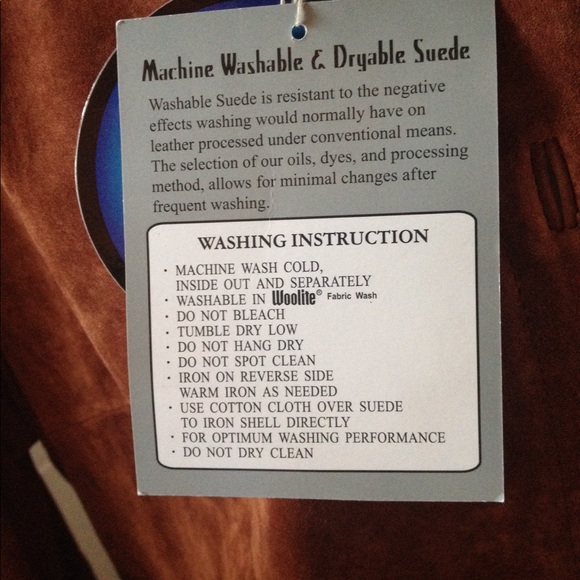 Machine Washable & Dryable Suede
Washable Suede is resistant to the negative
effects washing would normally have on
leather processed under conventional means.
The selection of our oils, dyes, and processing
method, allows for minimal changes after
frequent washing.
WASHING INSTRUCTION
· MACHINE WASH COLD,
INSIDE OUT AND SEPARATELY
· WASHABLE IN Woolite® Fabric Wash
· DO NOT BLEACH
· TUMBLE DRY LOW
· DO NOT HANG DRY
· DO NOT SPOT CLEAN
· IRON ON REVERSE SIDE
WARM IRON AS NEEDED
· USE COTTON CLOTH OVER SUEDE
TO IRON SHELL DIRECTLY
· FOR OPTIMUM WASHING PERFORMANCE
· DO NOT DRY CLEAN